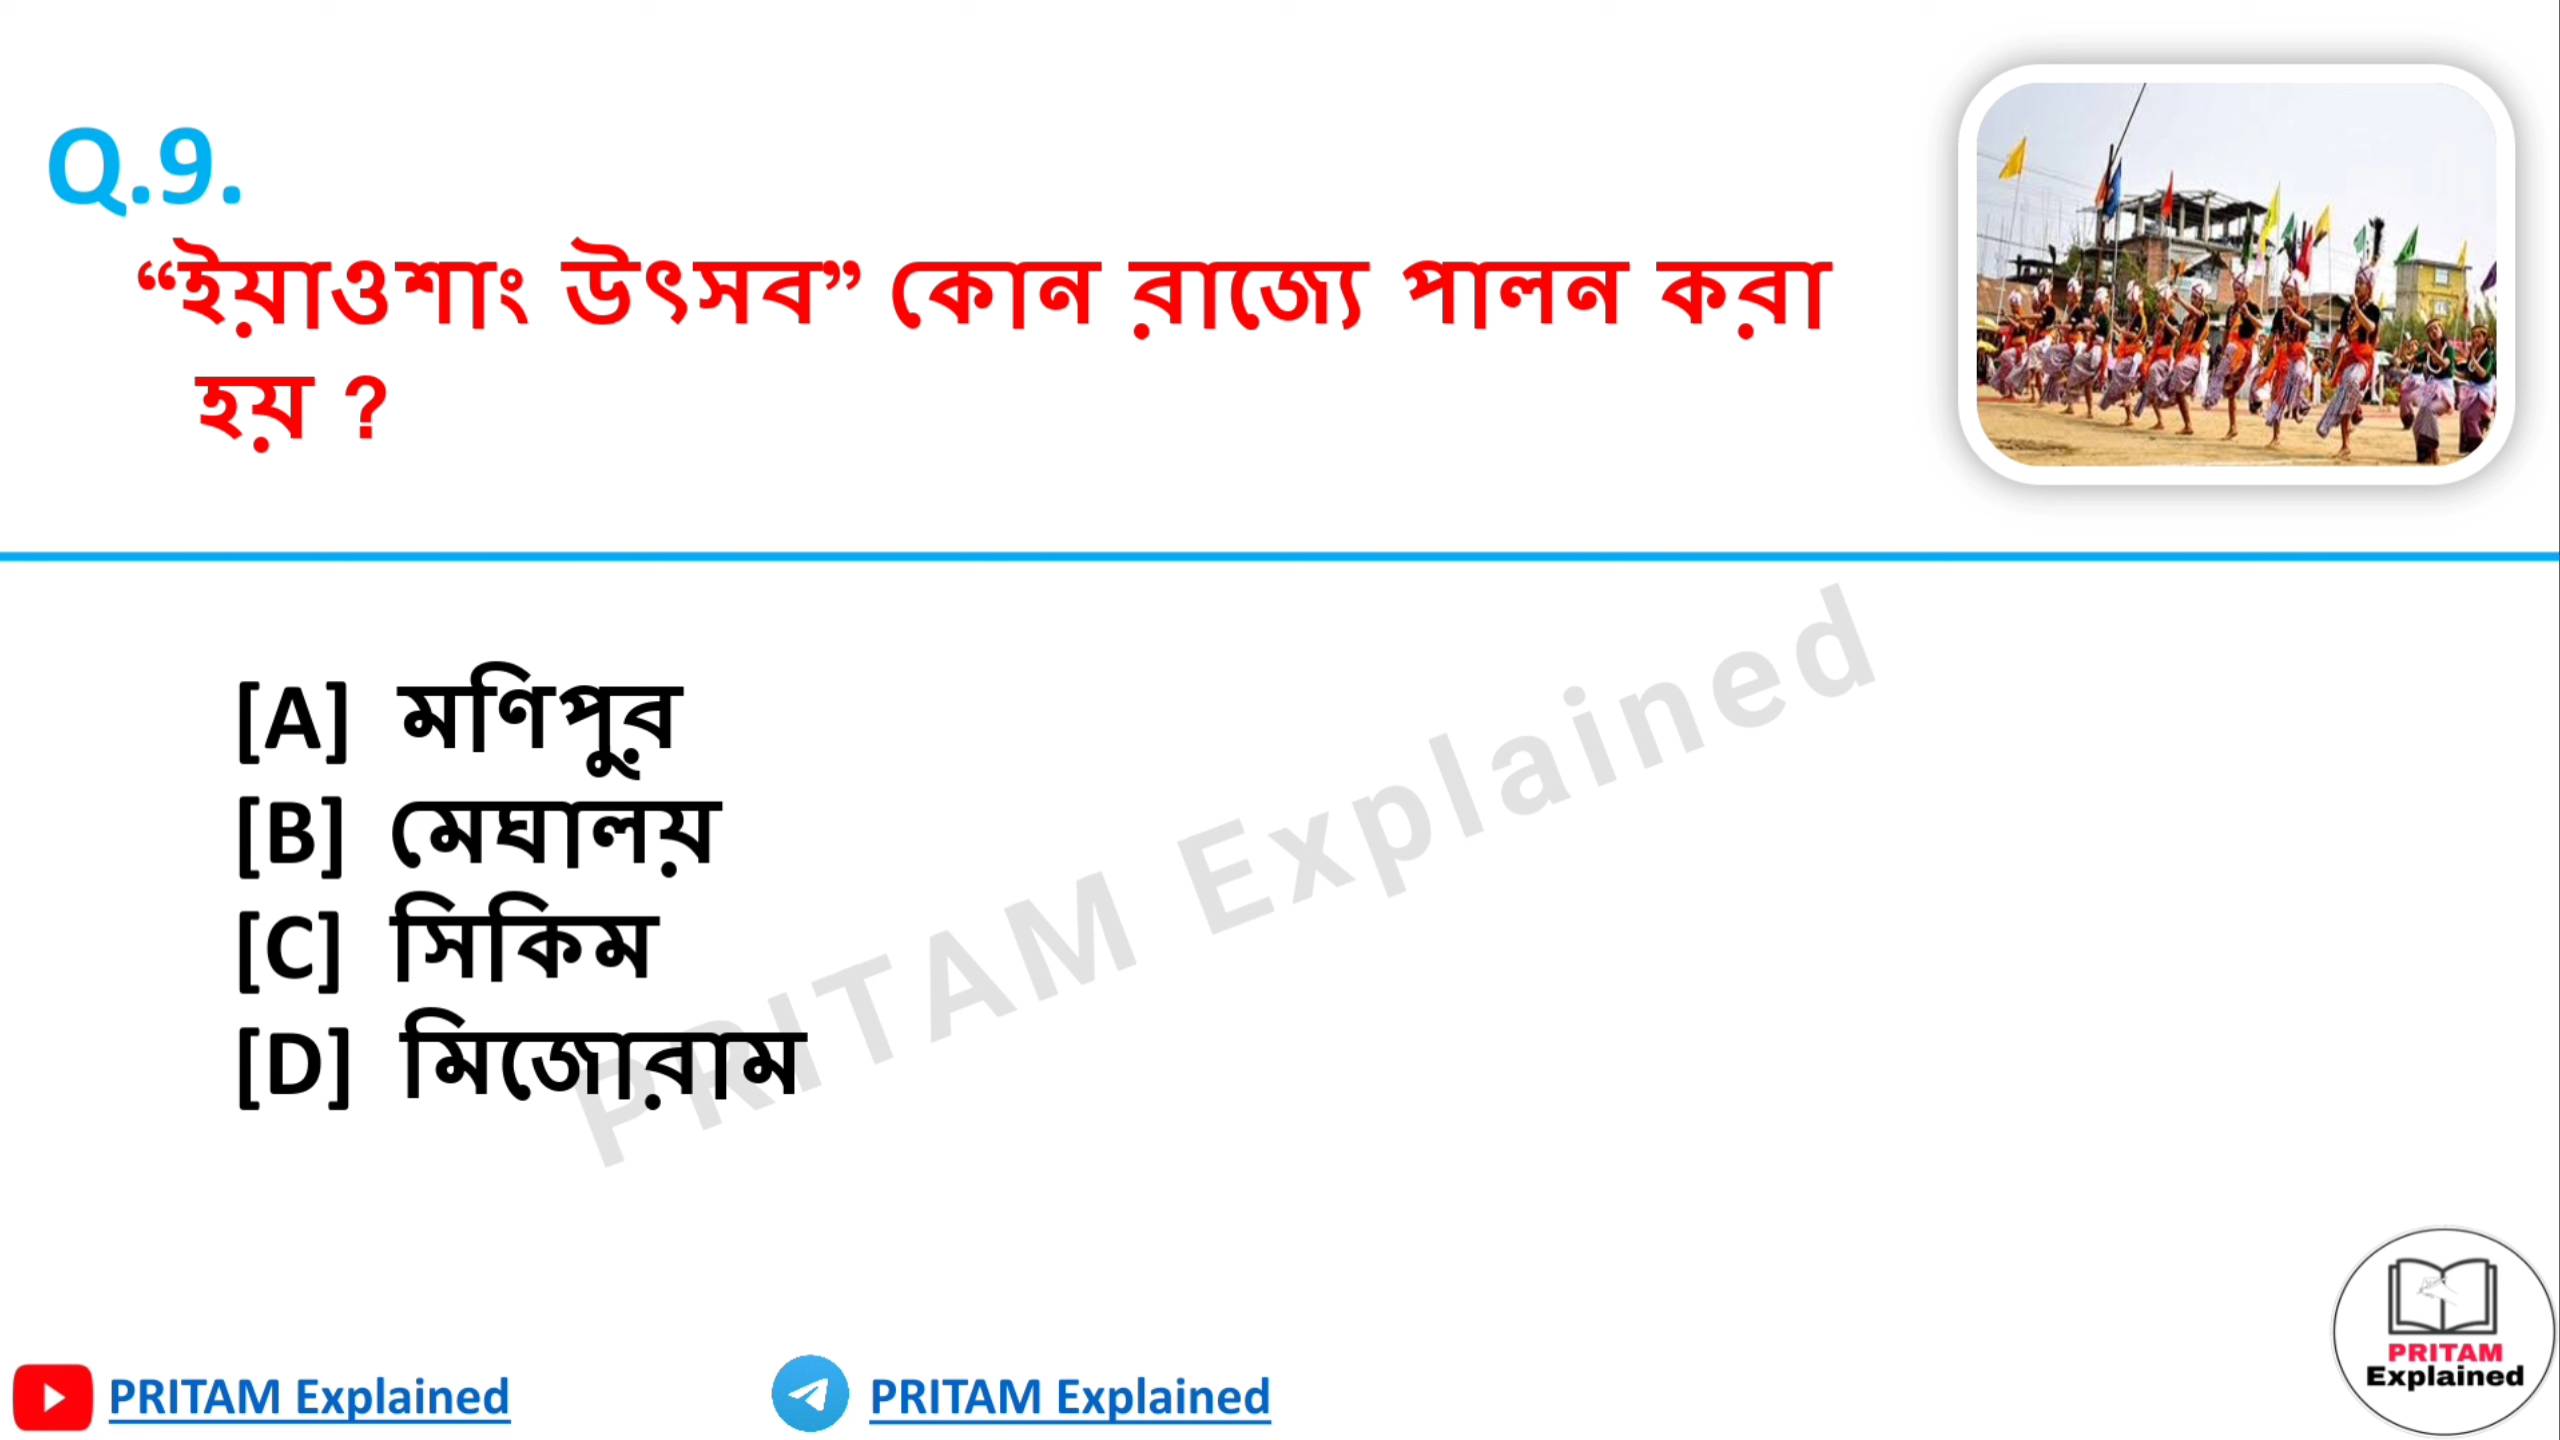 Q.9.
“ইয়াওশাং উৎসব” কোন রাজ্যে পালন করা
হয় ?
[A] মণিপুর
[B] মেঘালয়
[C] সিকিম
[D] মিজোরাম
PRITAM Explained
PRITAM Explained
PRITAM Explained
PRITAM
Explained